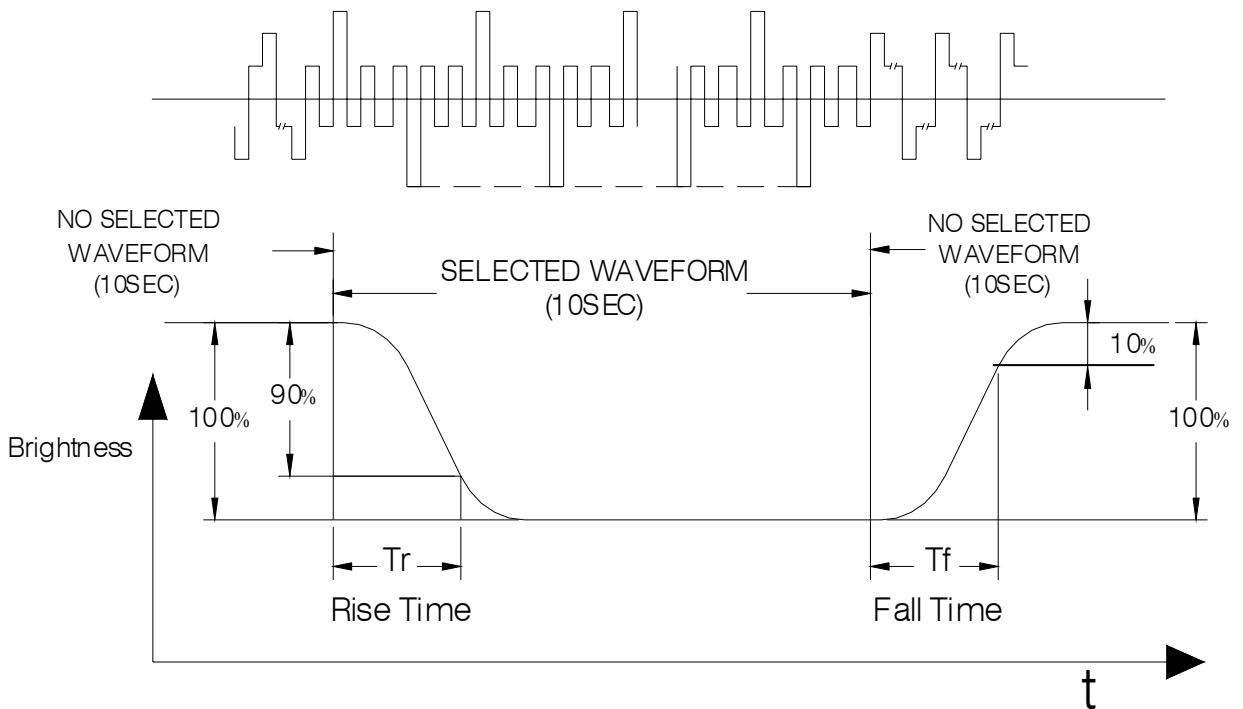 NO SELECTED
WAVEFORM
(10SEC)
SELECTED WAVEFORM
(10SEC)
NO SELECTED
WAVEFORM
(10SEC)
Brightness
100%
90%
10%
100%
Tr
Rise Time
Tf
Fall Time
t